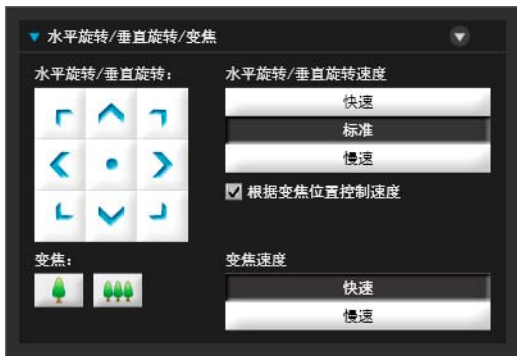 水平旋转/垂直旋转/变焦
水平旋转/垂直旋转：
水平旋转/垂直旋转速度
快速
标准
慢速
根据变焦位置控制速度
变焦：
变焦速度
快速
慢速